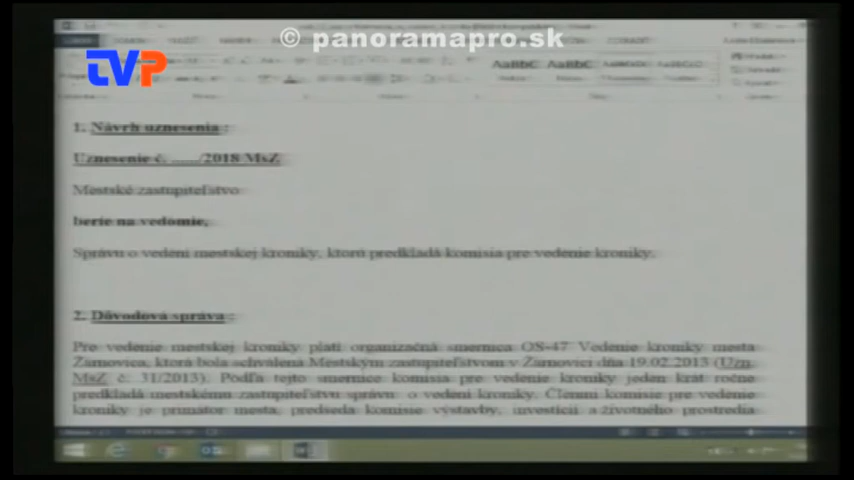 © panoramapro.sk
TVP
AaBbC AaBbC
1. Návrh uznesenia :
Uznesenie č. ....../2018 MsZ
Mestské zastupiteľstvo
berie na vedomie,
Správu o vedení mestskej kroniky, ktorú predkladá komisia pre vedenie kroniky.
2. Dôvodová správa :
Pre vedenie mestskej kroniky platí organizačná smernica OS-47 Vedenie kroniky mesta
Žarnovica, ktorá bola schválená Mestským zastupiteľstvom v Žarnovici dňa 19.02.2013 (Uzn.
MsZ č. 31/2013). Podľa tejto smernice komisia pre vedenie kroniky jeden krát ročne
predkladá mestskému zastupiteľstvu správu o vedení kroniky. Členmi komisie pre vedenie
kroniky je primátor mesta, predseda komisie výstavby, investícií a životného prostredia